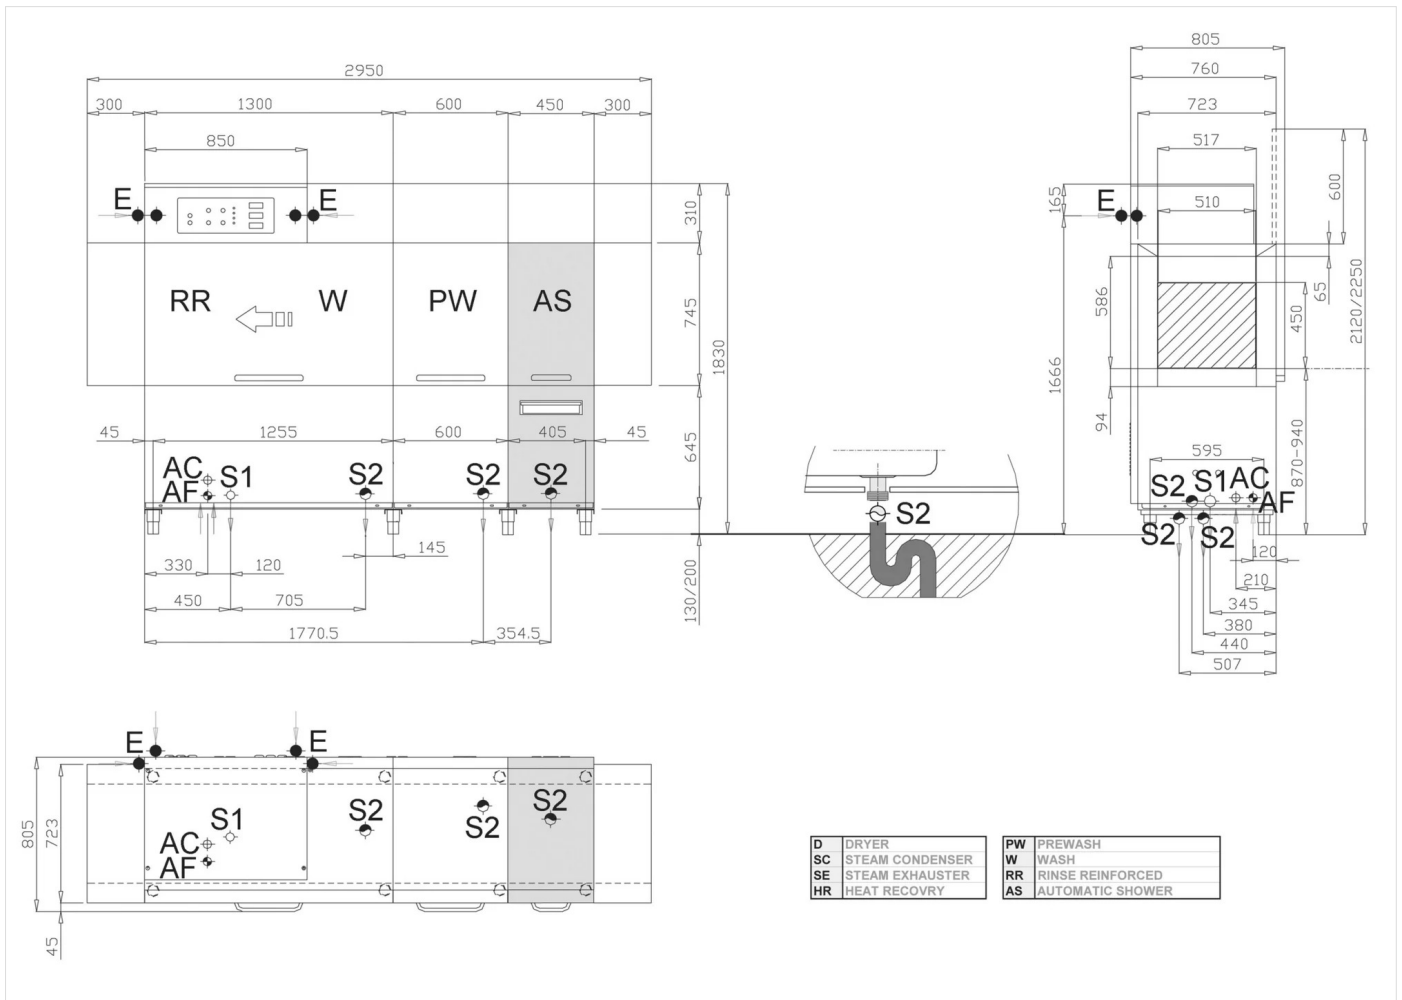 2950
300 1300 600 450 300
850
E E
RR W PW AS
310
745
1830
645
130/200
45 1255 600 405 45
AC
AF
S1 S2 S2 S2
145
330 120
450 705
1770.5 354.5
S2
805
760
723
517
510
E
165
1666
600
65
2120/2250
586
450
94
870-940
595
S2 S1 AC
AF
S2 S2
120
210
345
380
440
507
E E
805
723
45
S1
AC
AF
S2
S2
S2
D DRYER
SC STEAM CONDENSER
SE STEAM EXHAUSTER
HR HEAT RECOVRY
PW PREWASH
W WASH
RR RINSE REINFORCED
AS AUTOMATIC SHOWER